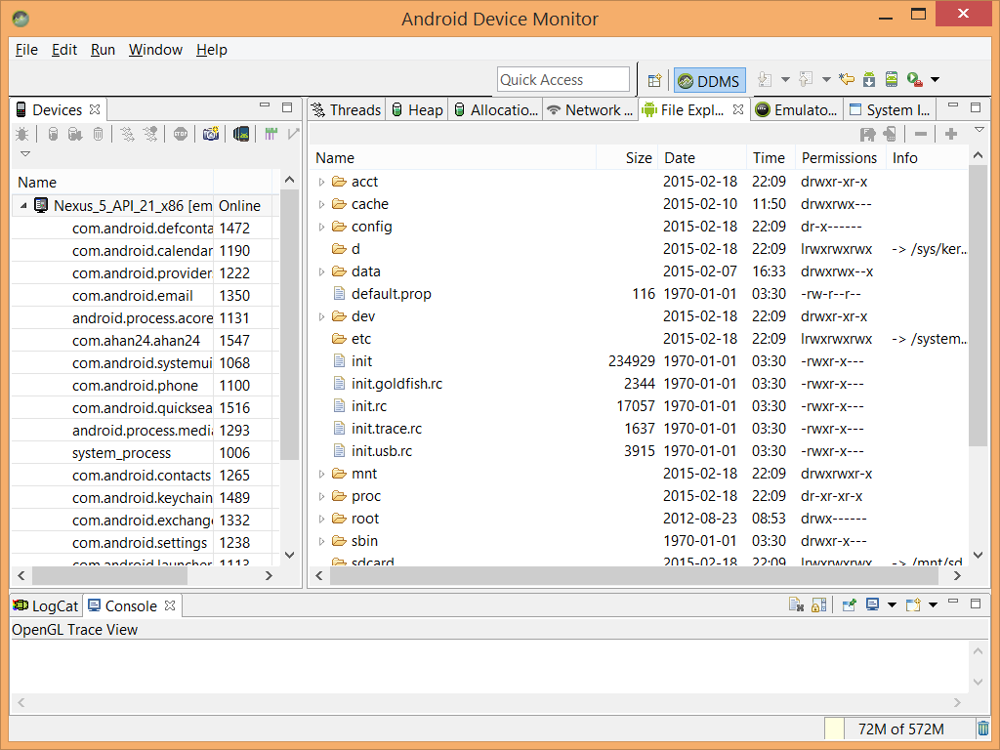 Android Device Monitor
File Edit Run Window Help
Quick Access DDMS
Devices
Name
Nexus_5_API_21_x86 [em Online
com.android.defconta 1472
com.android.calendar 1190
com.android.provider 1222
com.android.email 1350
android.process.acore 1131
com.ahan24.ahan24 1547
com.android.systemui 1068
com.android.phone 1100
com.android.quicksea 1516
android.process.media 1293
system_process 1006
com.android.contacts 1265
com.android.keychain 1489
com.android.exchange 1332
com.android.settings 1238
com.android.launcher 1113
Threads Heap Allocatio... Network ... File Expl... Emulato... System I...
Name Size Date Time Permissions Info
acct 2015-02-18 22:09 drwxr-xr-x
cache 2015-02-10 11:50 drwxrwx---
config 2015-02-18 22:09 dr-x------
d 2015-02-18 22:09 lrwxrwxrwx -> /sys/ker...
data 2015-02-07 16:33 drwxrwx--x
default.prop 116 1970-01-01 03:30 -rw-r--r--
dev 2015-02-18 22:09 drwxr-xr-x
etc 2015-02-18 22:09 lrwxrwxrwx -> /system...
init 234929 1970-01-01 03:30 -rwxr-x---
init.goldfish.rc 2344 1970-01-01 03:30 -rwxr-x---
init.rc 17057 1970-01-01 03:30 -rwxr-x---
init.trace.rc 1637 1970-01-01 03:30 -rwxr-x---
init.usb.rc 3915 1970-01-01 03:30 -rwxr-x---
mnt 2015-02-18 22:09 drwxrwxr-x
proc 2015-02-18 22:09 dr-xr-xr-x
root 2012-08-23 08:53 drwx------
sbin 1970-01-01 03:30 drwxr-x---
sdcard 2015-02-18 22:09 lrwxrwxrwx -> /mnt/sd
LogCat Console
OpenGL Trace View
72M of 572M